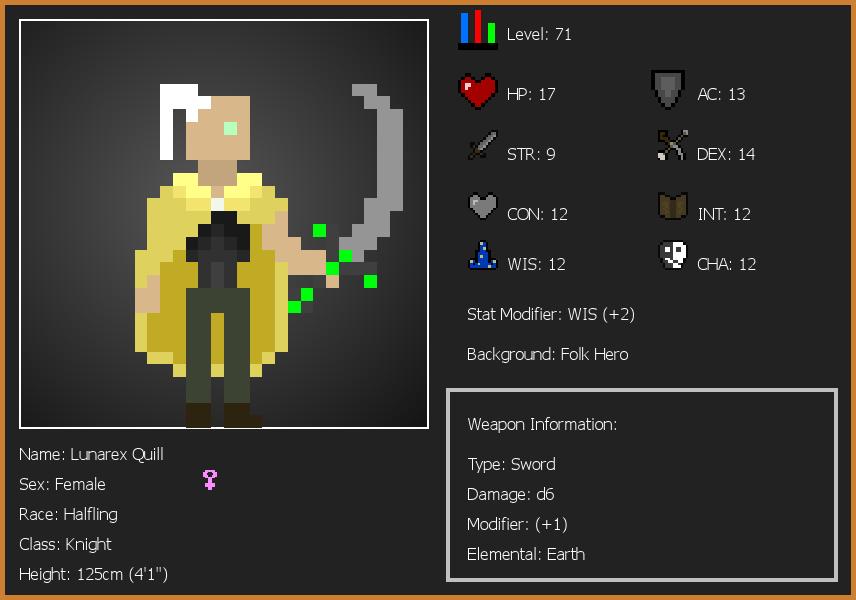 Level: 71
HP: 17
AC: 13
STR: 9
DEX: 14
CON: 12
INT: 12
WIS: 12
CHA: 12
Stat Modifier: WIS (+2)
Background: Folk Hero
Weapon Information:
Type: Sword
Damage: d6
Modifier: (+1)
Elemental: Earth
Name: Lunarex Quill
Sex: Female
Race: Halfling
Class: Knight
Height: 125cm (4'1")